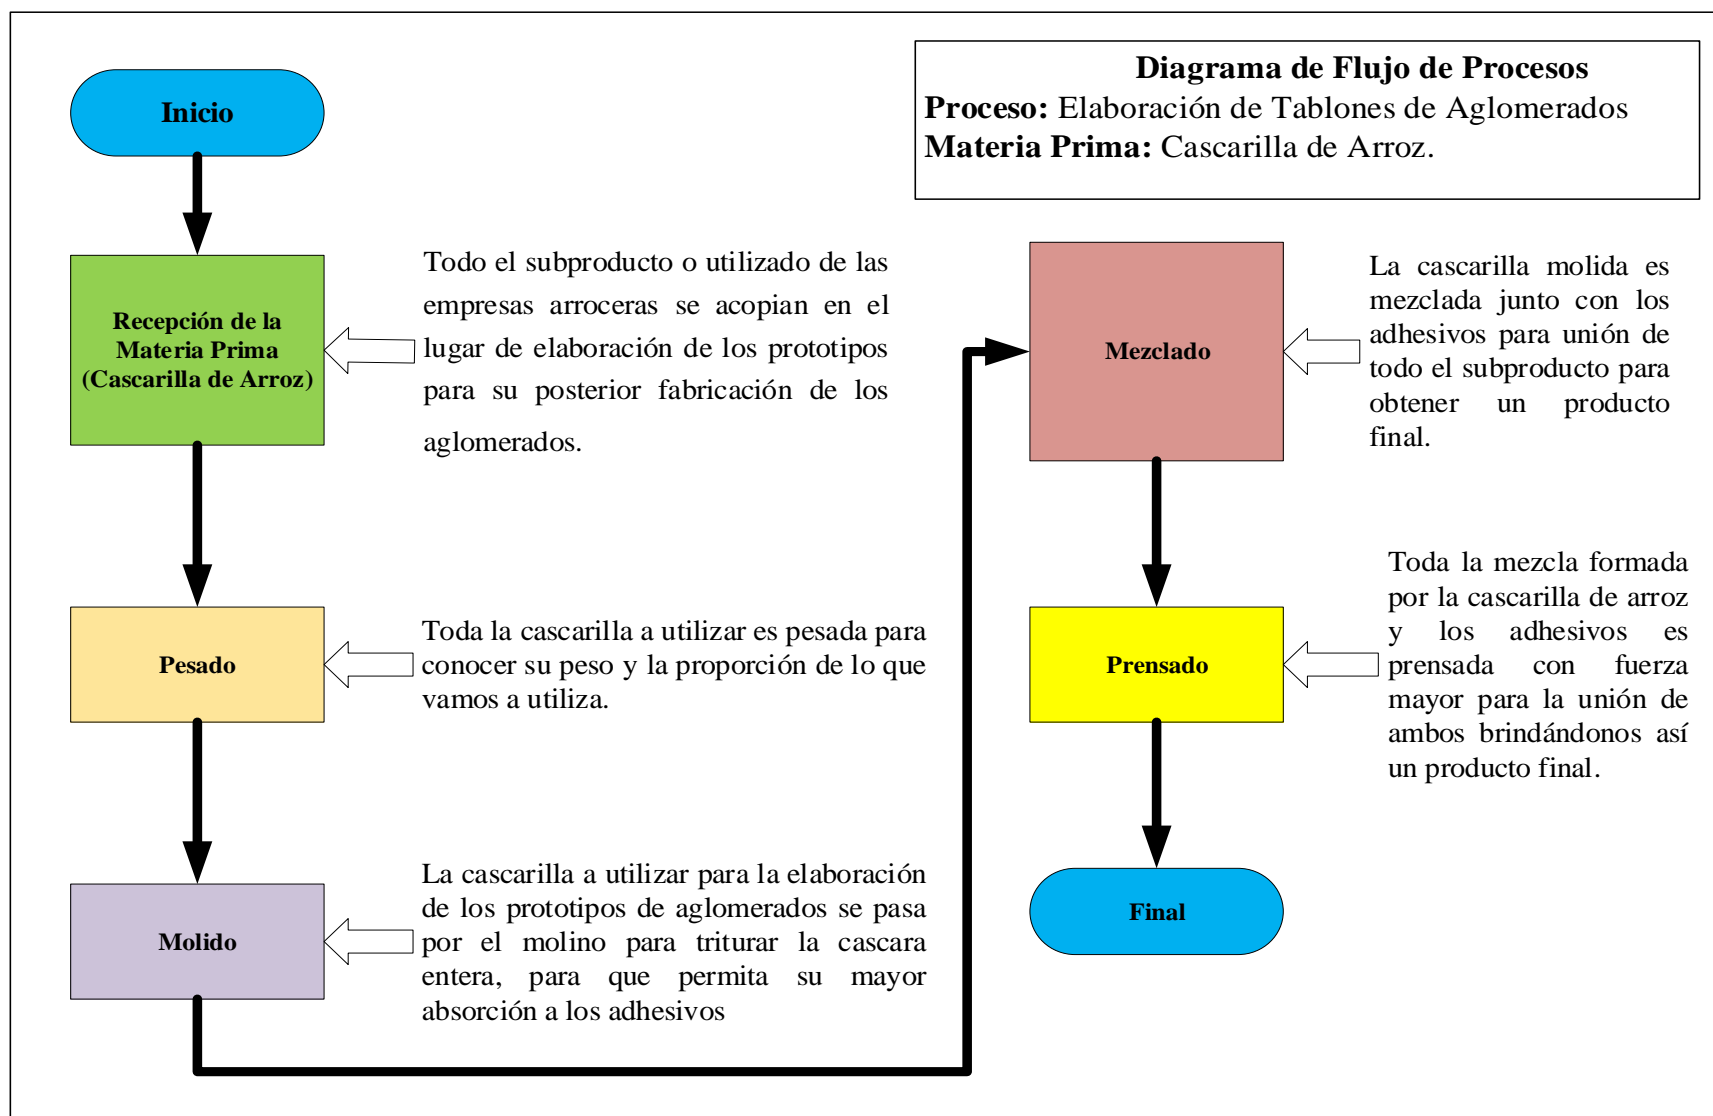 Diagrama de Flujo de Procesos
Proceso: Elaboración de Tablones de Aglomerados
Materia Prima: Cascarilla de Arroz.
Inicio
Recepción de la
Materia Prima
(Cascarilla de Arroz)
Todo el subproducto o utilizado de las
empresas arroceras se acopian en el
lugar de elaboración de los prototipos
para su posterior fabricación de los
aglomerados.
Pesado
Toda la cascarilla a utilizar es pesada para
conocer su peso y la proporción de lo que
vamos a utiliza.
Molido
La cascarilla a utilizar para la elaboración
de los prototipos de aglomerados se pasa
por el molino para triturar la cascara
entera, para que permita su mayor
absorción a los adhesivos
Mezclado
La cascarilla molida es
mezclada junto con los
adhesivos para unión de
todo el subproducto para
obtener un producto
final.
Prensado
Toda la mezcla formada
por la cascarilla de arroz
y los adhesivos es
prensada con fuerza
mayor para la unión de
ambos brindándonos así
un producto final.
Final